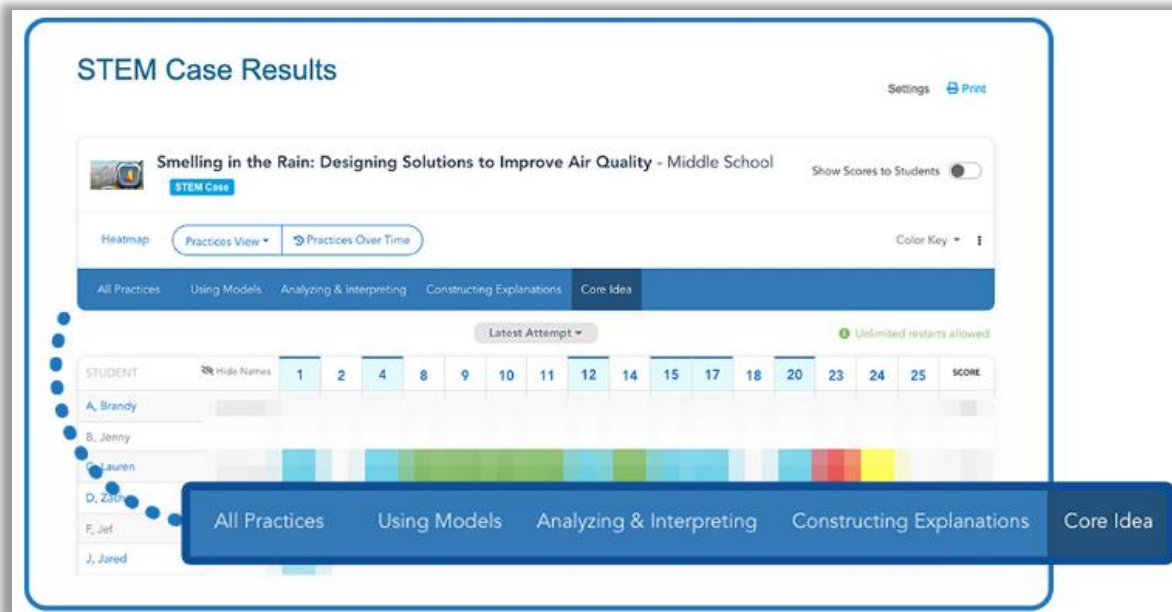 STEM Case Results
Settings Print
Smelling in the Rain: Designing Solutions to Improve Air Quality - Middle School
STEM Case
Show Scores to Students
Heatmap Practices View Practices Over Time Color Key
All Practices Using Models Analyzing & Interpreting Constructing Explanations Core Idea
Latest Attempt Unlimited restarts allowed
STUDENT Hide Names 1 2 4 8 9 10 11 12 14 15 17 18 20 23 24 25 SCORE
A, Brandy
B, Jenny
Lauren
D,
All Practices Using Models Analyzing & Interpreting Constructing Explanations Core Idea
F, Jef
J, Jared